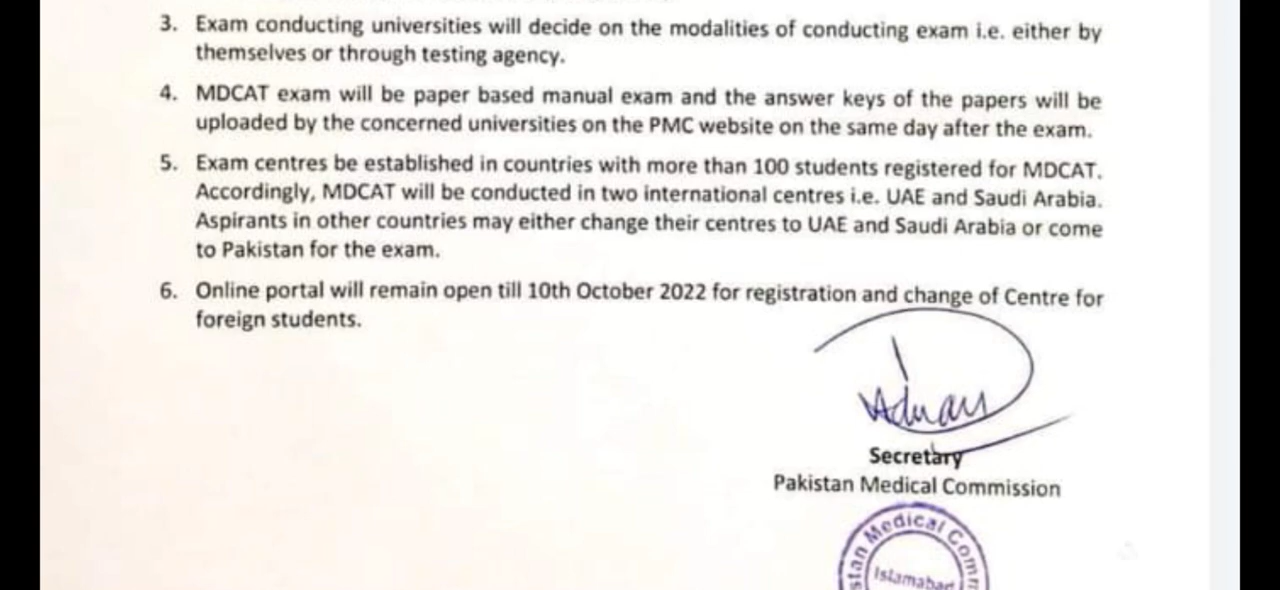 3. Exam conducting universities will decide on the modalities of conducting exam i.e. either by
themselves or through testing agency.
4. MDCAT exam will be paper based manual exam and the answer keys of the papers will be
uploaded by the concerned universities on the PMC website on the same day after the exam.
5. Exam centres be established in countries with more than 100 students registered for MDCAT.
Accordingly, MDCAT will be conducted in two international centres i.e. UAE and Saudi Arabia.
Aspirants in other countries may either change their centres to UAE and Saudi Arabia or come
to Pakistan for the exam.
6. Online portal will remain open till 10th October 2022 for registration and change of Centre for
foreign students.
Adnan
Secretary
Pakistan Medical Commission
stan Medical Comm
Islamabad